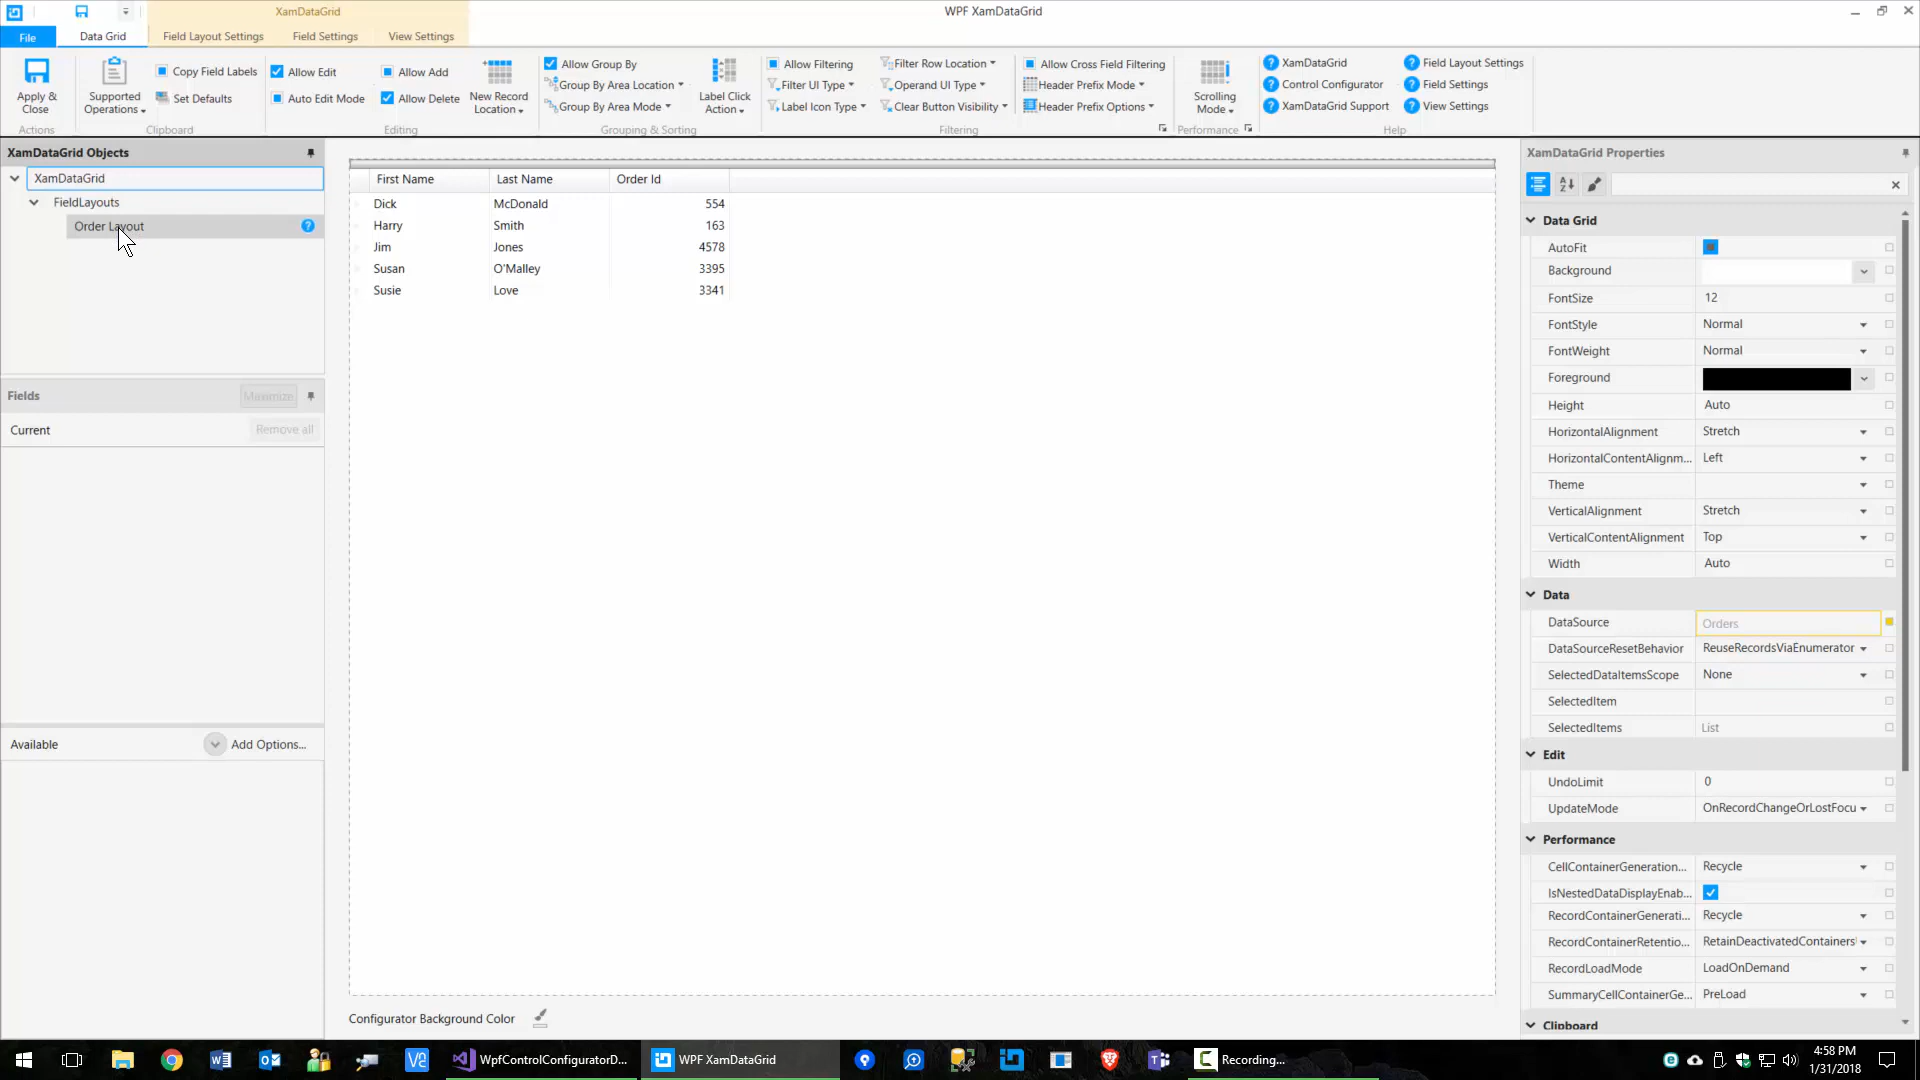 XamDataGrid
WPF XamDataGrid
File
Data Grid
Field Layout Settings
Field Settings
View Settings
Apply & Close
Actions
Supported Operations
Copy Field Labels
Set Defaults
Clipboard
Allow Edit
Auto Edit Mode
Allow Add
Allow Delete
New Record Location
Editing
Allow Group By
Group By Area Location
Group By Area Mode
Label Click Action
Grouping & Sorting
Allow Filtering
Filter UI Type
Label Icon Type
Filter Row Location
Operand UI Type
Clear Button Visibility
Allow Cross Field Filtering
Header Prefix Mode
Header Prefix Options
Filtering
Scrolling Mode
Performance
XamDataGrid
Control Configurator
XamDataGrid Support
Field Layout Settings
Field Settings
View Settings
Help
XamDataGrid Objects
XamDataGrid
FieldLayouts
Order Layout
Fields
Maximize
Current
Remove all
Available
Add Options...
First Name Last Name Order Id
Dick McDonald 554
Harry Smith 163
Jim Jones 4578
Susan O'Malley 3395
Susie Love 3341
Configurator Background Color
XamDataGrid Properties
Data Grid
AutoFit
Background
FontSize 12
FontStyle Normal
FontWeight Normal
Foreground
Height Auto
HorizontalAlignment Stretch
HorizontalContentAlignm... Left
Theme
VerticalAlignment Stretch
VerticalContentAlignment Top
Width Auto
Data
DataSource Orders
DataSourceResetBehavior ReuseRecordsViaEnumerator
SelectedDataItemsScope None
SelectedItem
SelectedItems List
Edit
UndoLimit 0
UpdateMode OnRecordChangeOrLostFocu
Performance
CellContainerGeneration... Recycle
IsNestedDataDisplayEnab...
RecordContainerGenerati... Recycle
RecordContainerRetentio... RetainDeactivatedContainers
RecordLoadMode LoadOnDemand
SummaryCellContainerGe... PreLoad
Clipboard
WpfControlConfiguratorD...
WPF XamDataGrid
Recording...
4:58 PM
1/31/2018